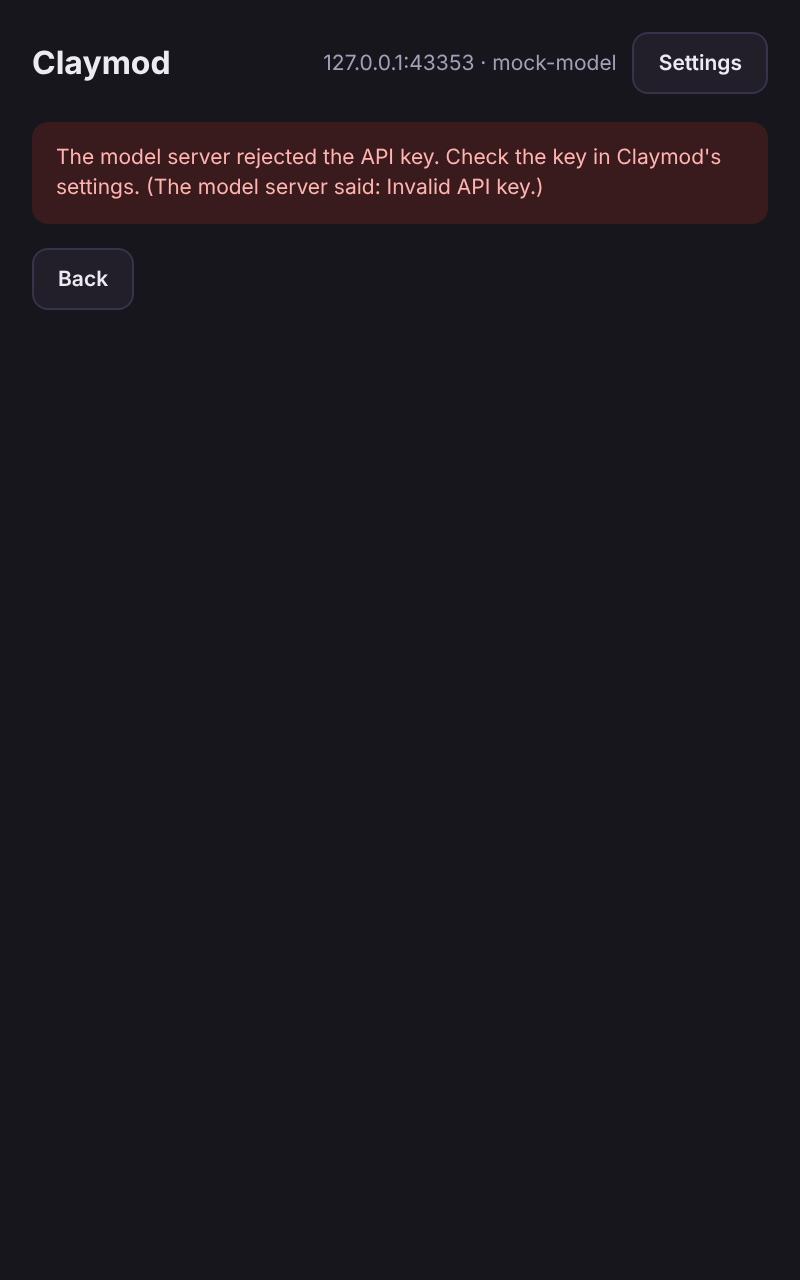 Claymod
127.0.0.1:43353 · mock-model
Settings
The model server rejected the API key. Check the key in Claymod's
settings. (The model server said: Invalid API key.)
Back